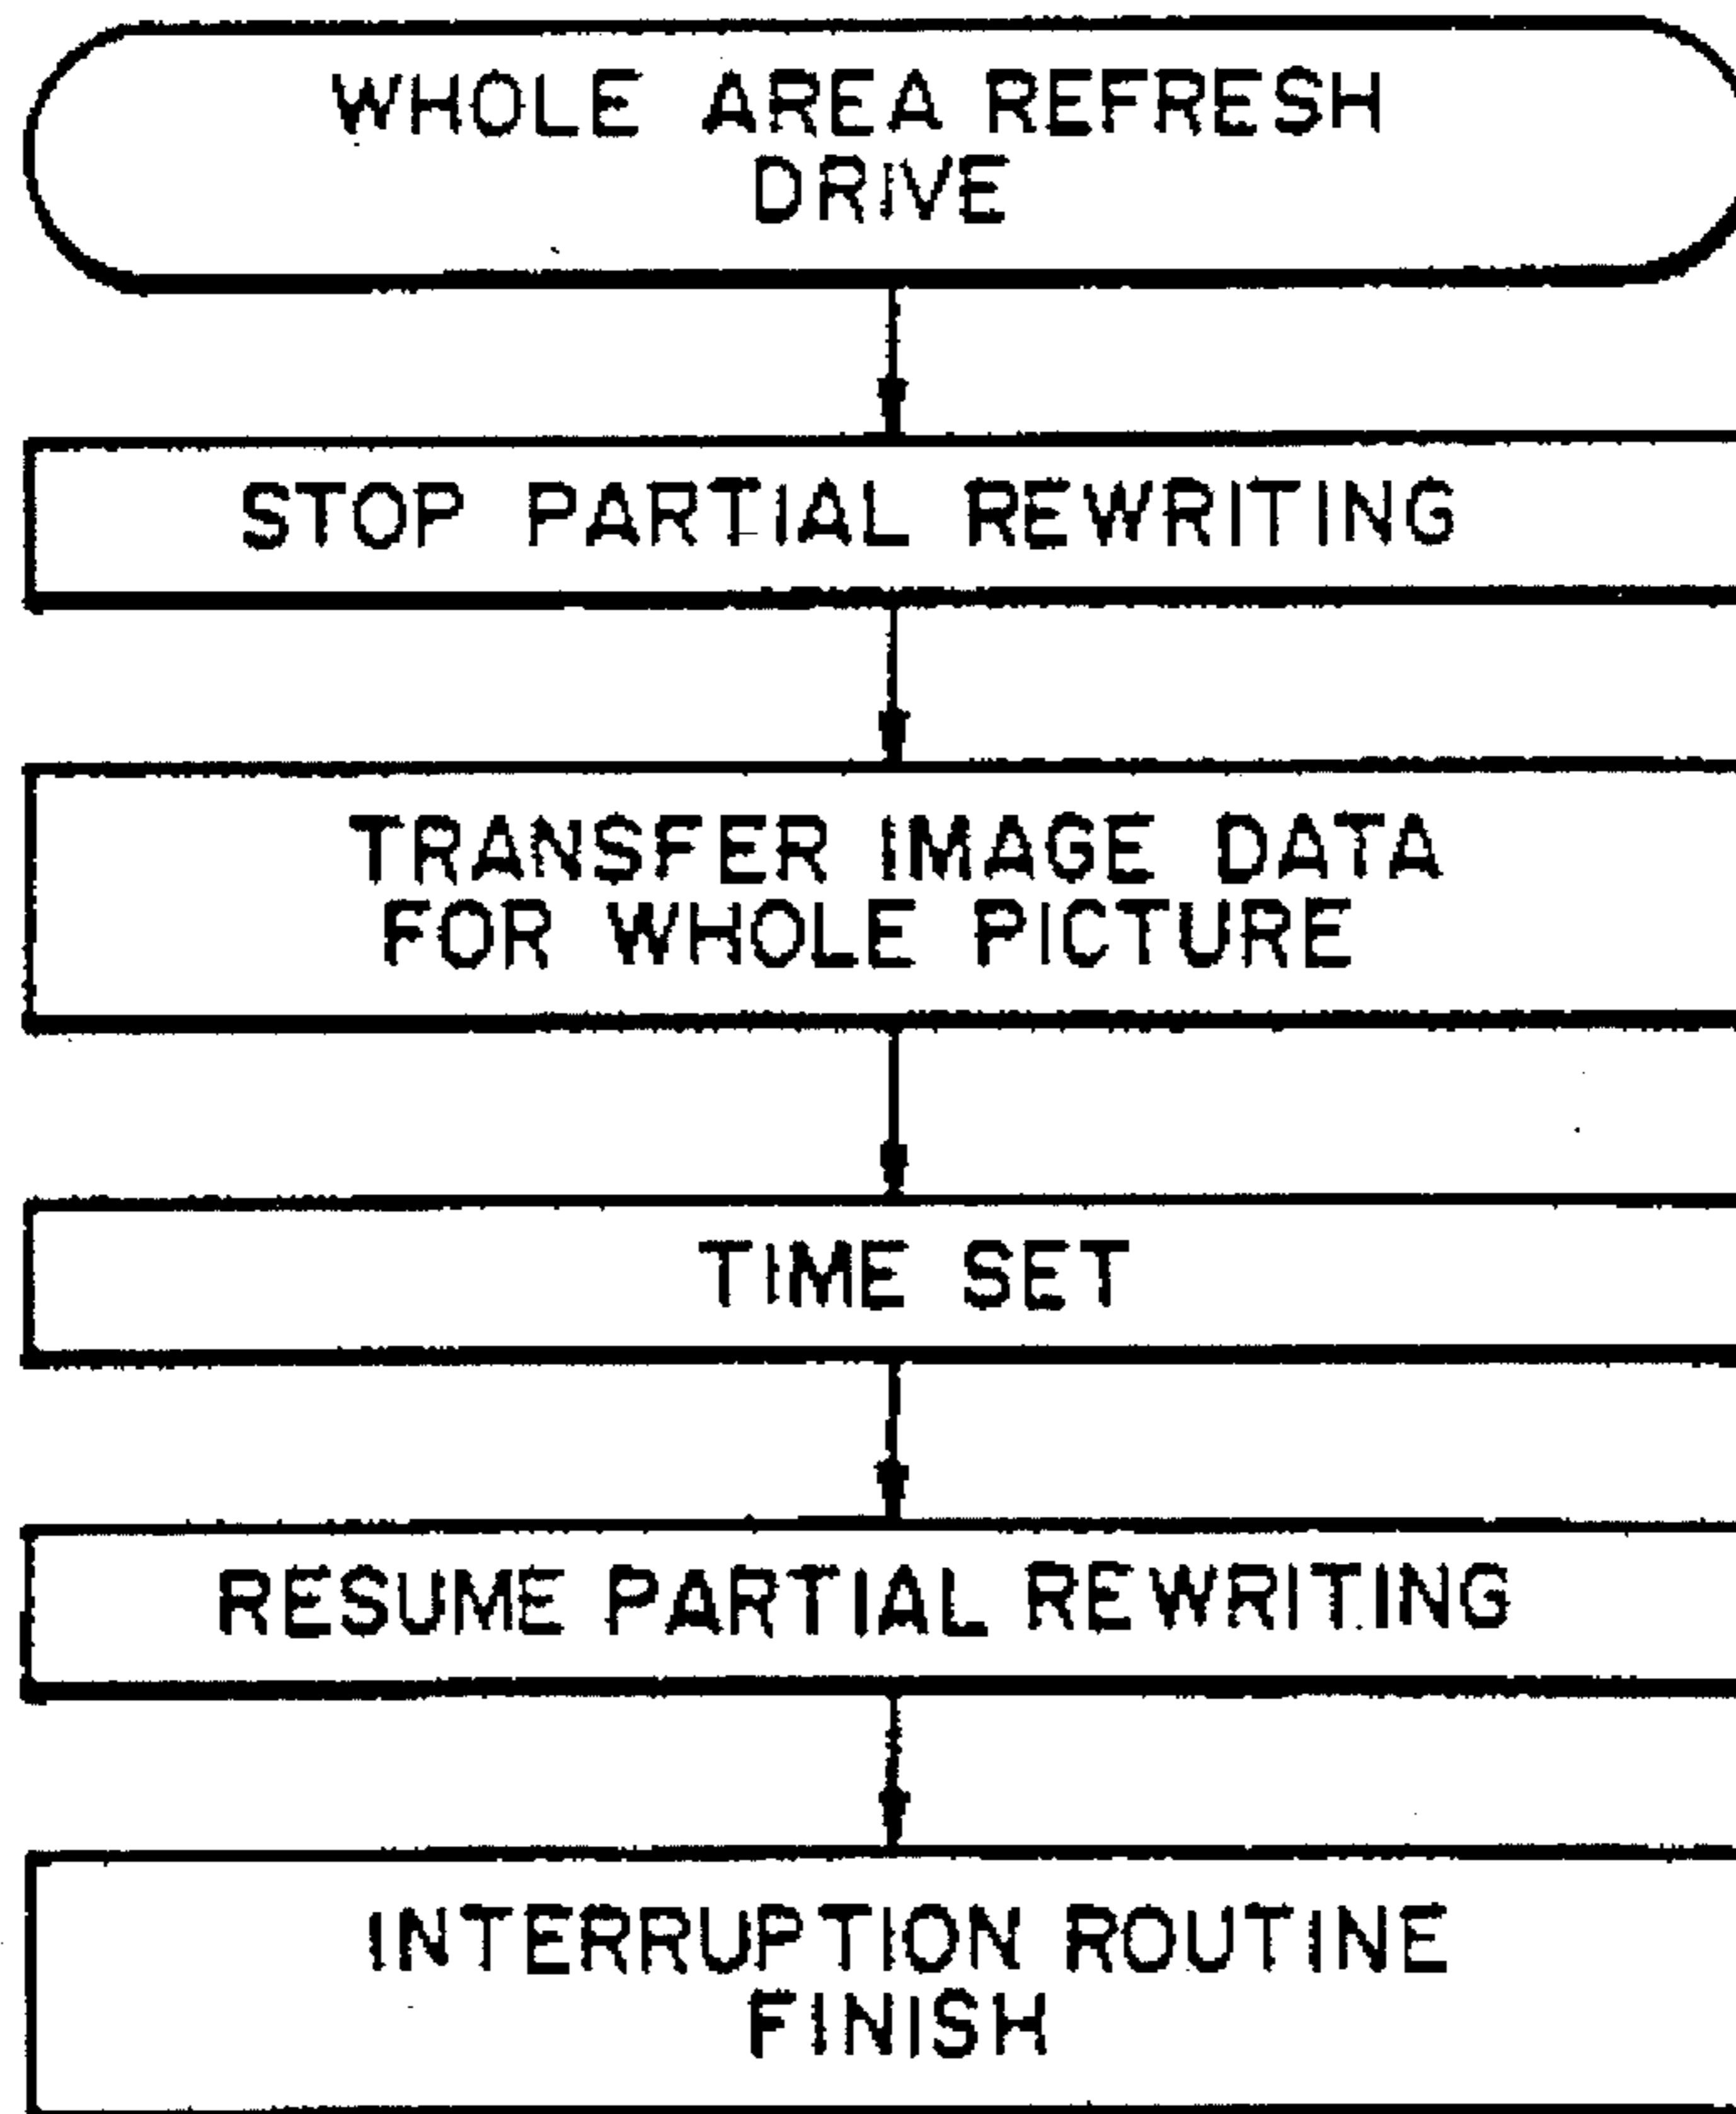 WHOLE AREA REFRESH
DRIVE
STOP PARTIAL REWRITING
TRANSFER IMAGE DATA
FOR WHOLE PICTURE
TIME SET
RESUME PARTIAL REWRITING
INTERRUPTION ROUTINE
FINISH